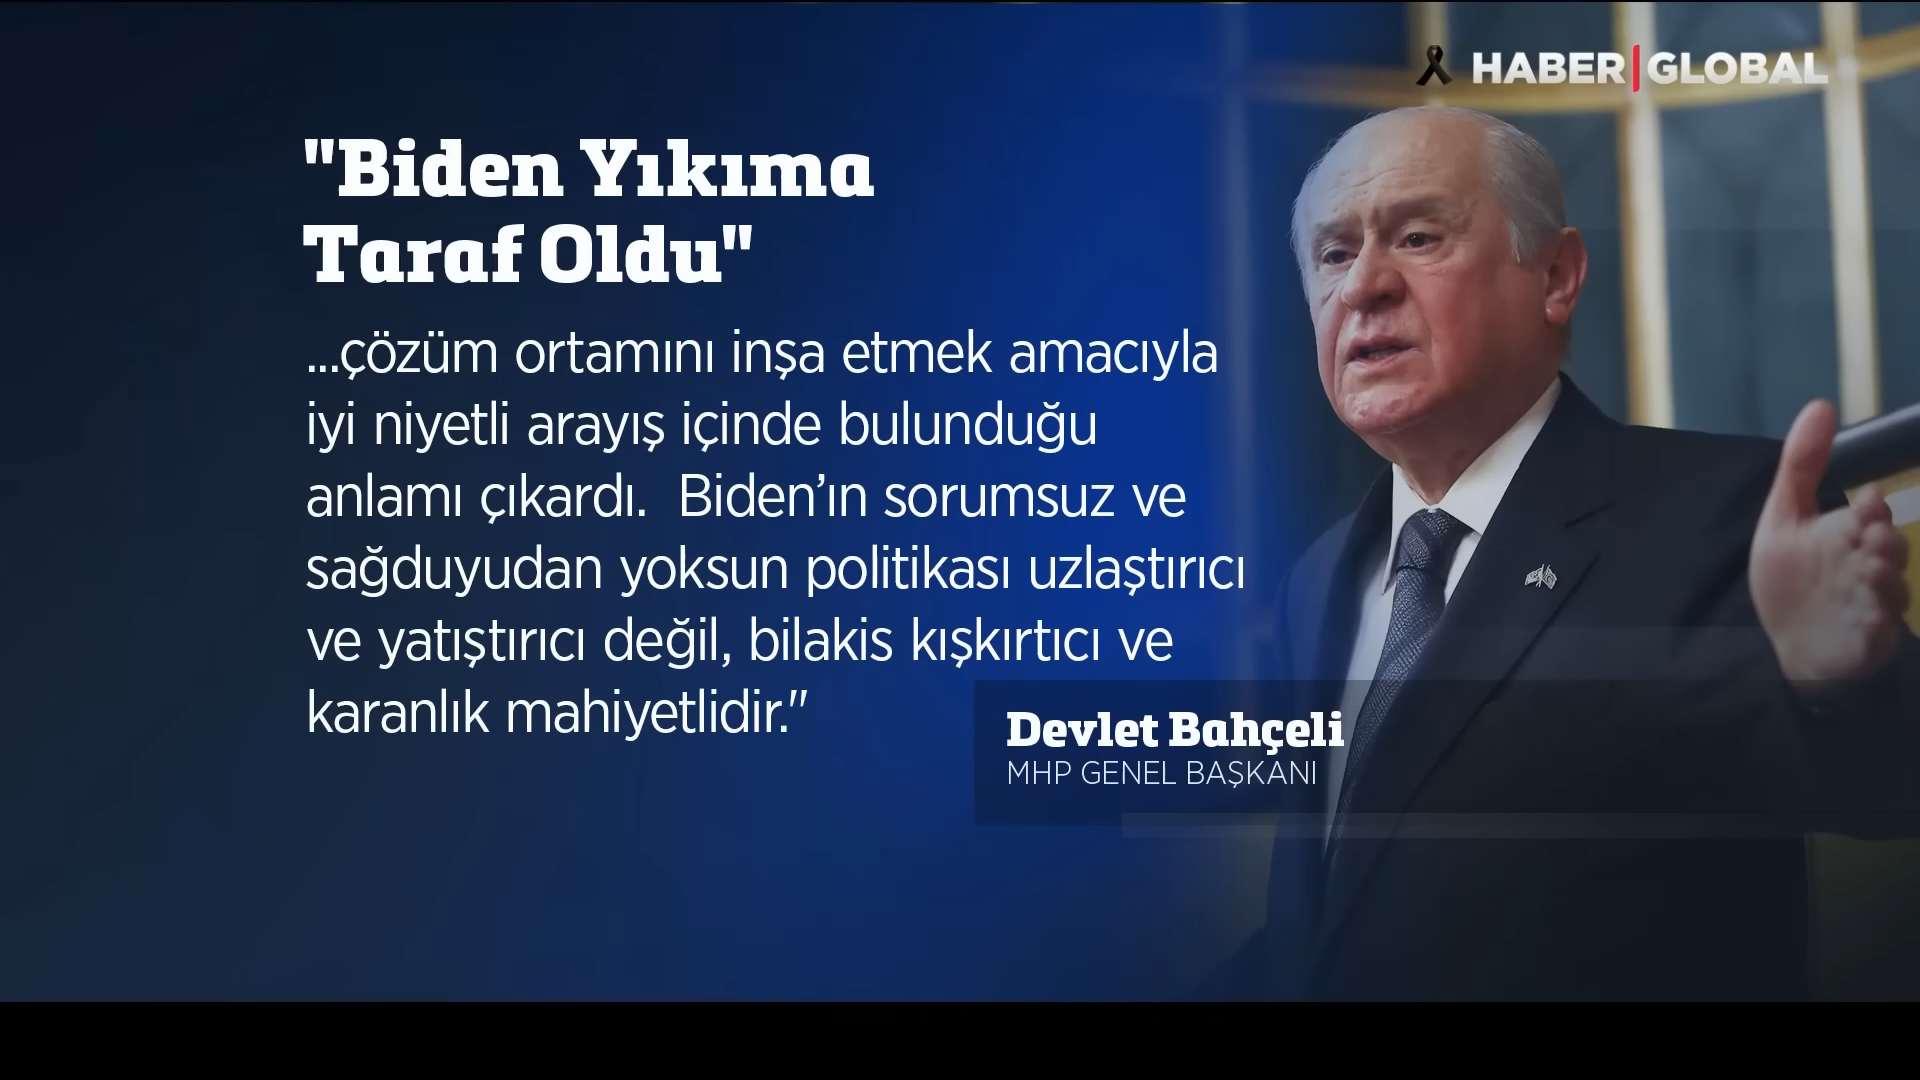 HABER|GLOBAL
"Biden Yıkıma
Taraf Oldu"
...çözüm ortamını inşa etmek amacıyla
iyi niyetli arayış içinde bulunduğu
anlamı çıkardı. Biden’ın sorumsuz ve
sağduyudan yoksun politikası uzlaştırıcı
ve yatıştırıcı değil, bilakis kışkırtıcı ve
karanlık mahiyetlidir."
Devlet Bahçeli
MHP GENEL BAŞKANI